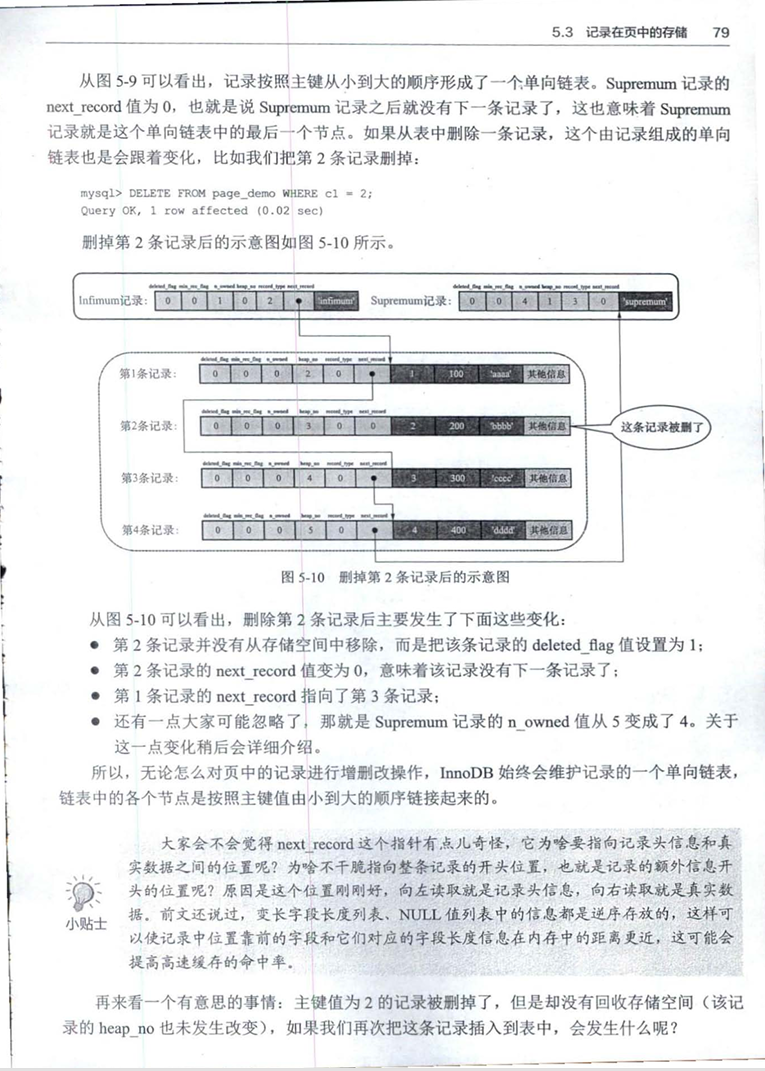 5.3 记录在页中的存储 79
从图 5-9 可以看出，记录按照主键从小到大的顺序形成了一个单向链表。Supremum 记录的
next_record 值为 0，也就是说 Supremum 记录之后就没有下一条记录了，这也意味着 Supremum
记录就是这个单向链表中的最后一个节点。如果从表中删除一条记录，这个由记录组成的单向
链表也是会跟着变化，比如我们把第 2 条记录删掉：
mysql> DELETE FROM page_demo WHERE c1 = 2;
Query OK, 1 row affected (0.02 sec)
删掉第 2 条记录后的示意图如图 5-10 所示。
deleted_flag min_rec_flag n_owned heap_no record_type next_record deleted_flag min_rec_flag n_owned heap_no record_type next_record
Infimum记录： 0 0 1 0 2 'infimum' Supremum记录： 0 0 4 1 3 0 'supremum'
deleted_flag min_rec_flag n_owned heap_no record_type next_record
第1条记录： 0 0 0 2 0 1 100 'aaaa' 其他信息
deleted_flag min_rec_flag n_owned heap_no record_type next_record
第2条记录： 0 0 0 3 0 0 2 200 'bbbb' 其他信息 这条记录被删了
deleted_flag min_rec_flag n_owned heap_no record_type next_record
第3条记录： 0 0 0 4 0 3 300 'cccc' 其他信息
deleted_flag min_rec_flag n_owned heap_no record_type next_record
第4条记录： 0 0 0 5 0 4 400 'dddd' 其他信息
图 5-10 删掉第 2 条记录后的示意图
从图 5-10 可以看出，删除第 2 条记录后主要发生了下面这些变化：
● 第 2 条记录并没有从存储空间中移除，而是把该条记录的 deleted_flag 值设置为 1；
● 第 2 条记录的 next_record 值变为 0，意味着该记录没有下一条记录了；
● 第 1 条记录的 next_record 指向了第 3 条记录；
● 还有一点大家可能忽略了，那就是 Supremum 记录的 n_owned 值从 5 变成了 4。关于
这一点变化稍后会详细介绍。
所以，无论怎么对页中的记录进行增删改操作，InnoDB 始终会维护记录的一个单向链表，
链表中的各个节点是按照主键值由小到大的顺序链接起来的。
大家会不会觉得 next_record 这个指针有点儿奇怪，它为啥要指向记录头信息和真
实数据之间的位置呢？为啥不干脆指向整条记录的开头位置，也就是记录的额外信息开
头的位置呢？原因是这个位置刚刚好，向左读取就是记录头信息，向右读取就是真实数
据。前文还说过，变长字段长度列表、NULL 值列表中的信息都是逆序存放的，这样可
以使记录中位置靠前的字段和它们对应的字段长度信息在内存中的距离更近，这可能会
提高高速缓存的命中率。
小贴士
再来看一个有意思的事情：主键值为 2 的记录被删掉了，但是却没有回收存储空间（该记
录的 heap_no 也未发生改变），如果我们再次把这条记录插入到表中，会发生什么呢？